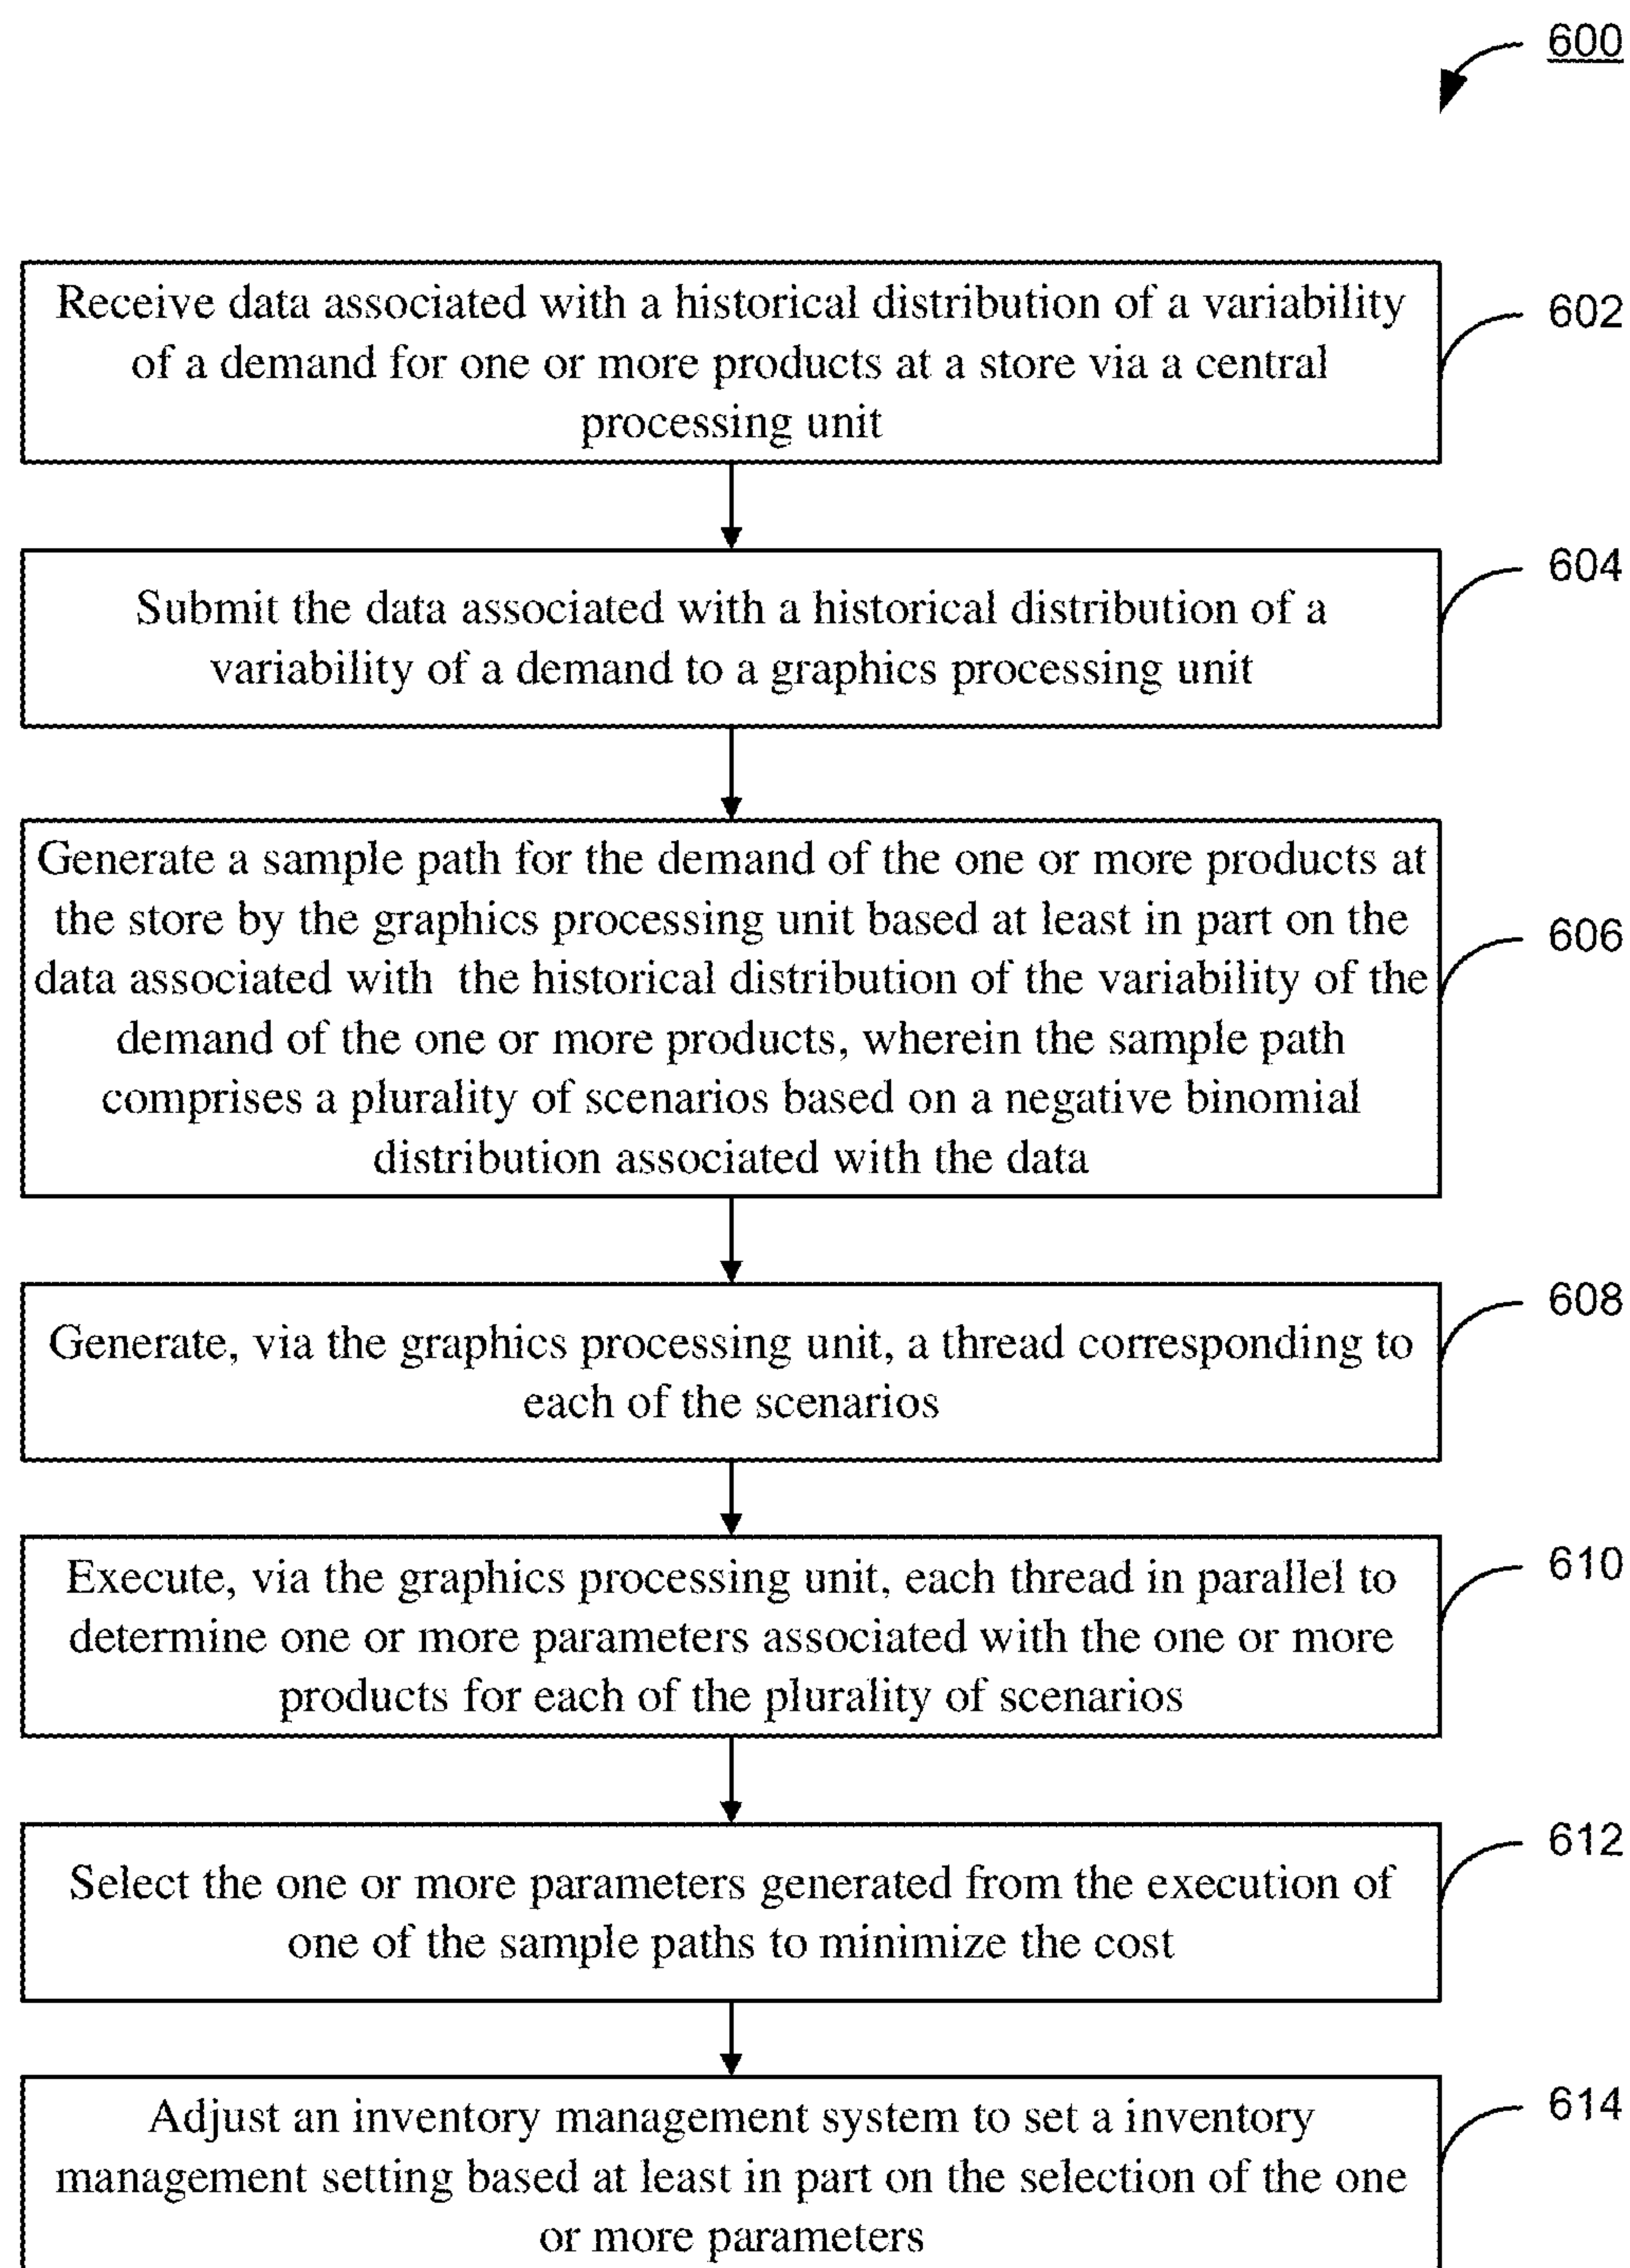 600
Receive data associated with a historical distribution of a variability
of a demand for one or more products at a store via a central
processing unit
602
Submit the data associated with a historical distribution of a
variability of a demand to a graphics processing unit
604
Generate a sample path for the demand of the one or more products at
the store by the graphics processing unit based at least in part on the
data associated with the historical distribution of the variability of the
demand of the one or more products, wherein the sample path
comprises a plurality of scenarios based on a negative binomial
distribution associated with the data
606
Generate, via the graphics processing unit, a thread corresponding to
each of the scenarios
608
Execute, via the graphics processing unit, each thread in parallel to
determine one or more parameters associated with the one or more
products for each of the plurality of scenarios
610
Select the one or more parameters generated from the execution of
one of the sample paths to minimize the cost
612
Adjust an inventory management system to set a inventory
management setting based at least in part on the selection of the one
or more parameters
614